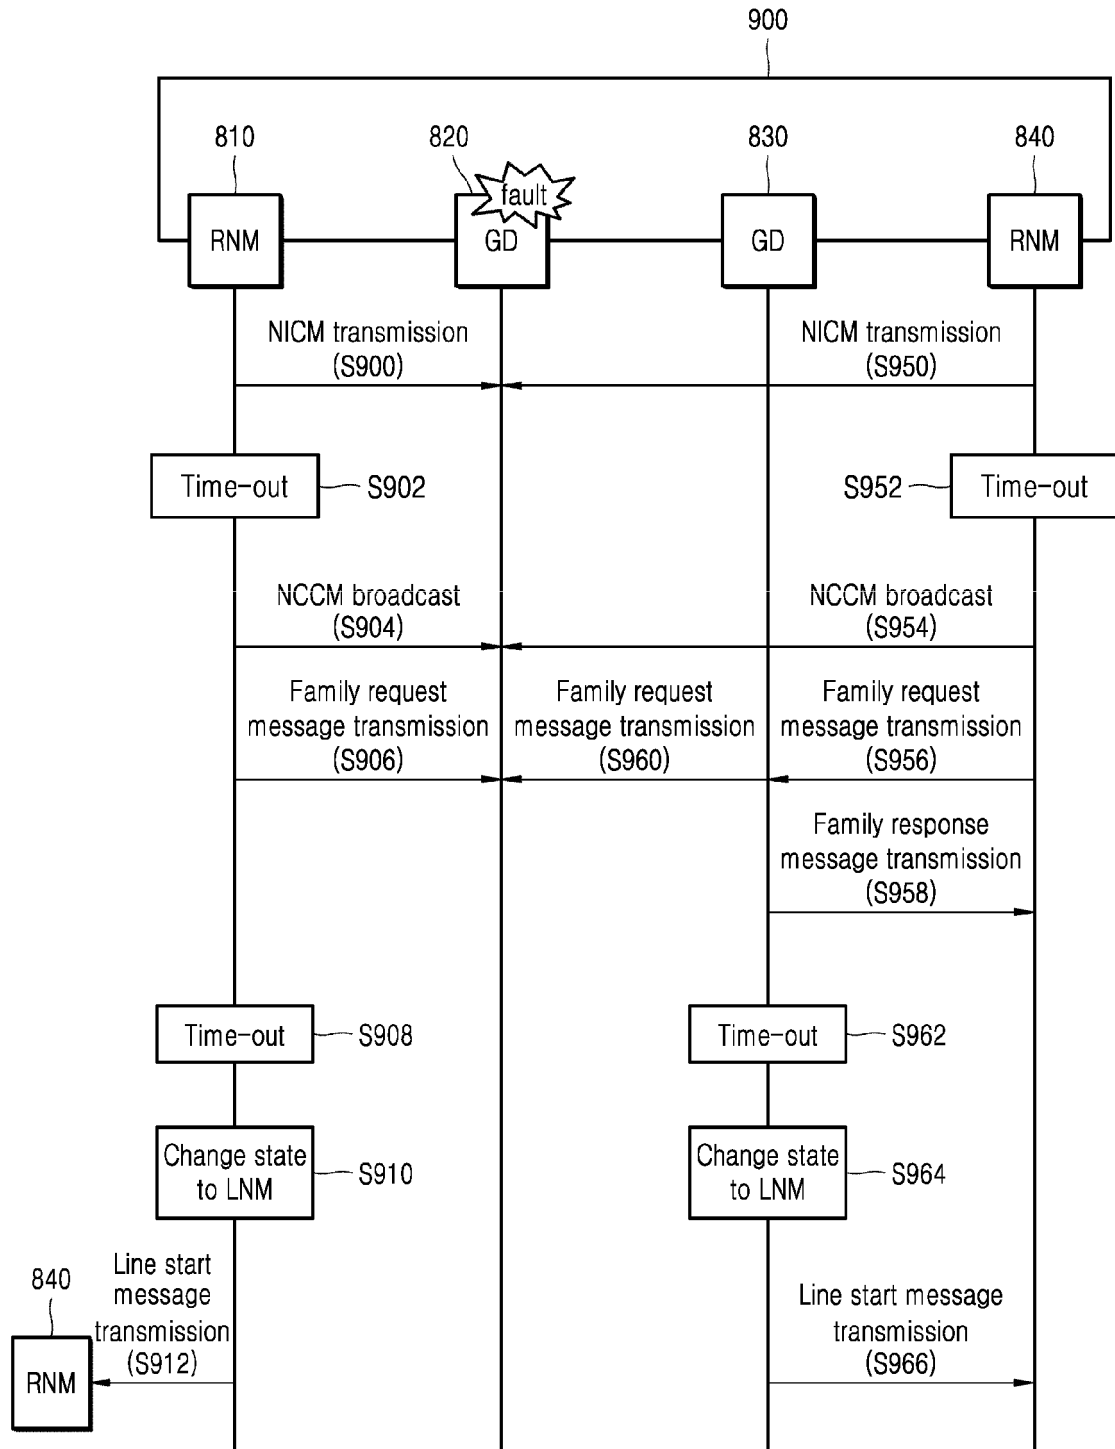 900
810
820
830
840
fault
RNM
GD
GD
RNM
NICM transmission
(S900)
NICM transmission
(S950)
Time-out
S902
S952
Time-out
NCCM broadcast
(S904)
NCCM broadcast
(S954)
Family request
message transmission
(S906)
Family request
message transmission
(S960)
Family request
message transmission
(S956)
Family response
message transmission
(S958)
Time-out
S908
Time-out
S962
Change state
to LNM
S910
Change state
to LNM
S964
840
RNM
Line start
message
transmission
(S912)
Line start message
transmission
(S966)